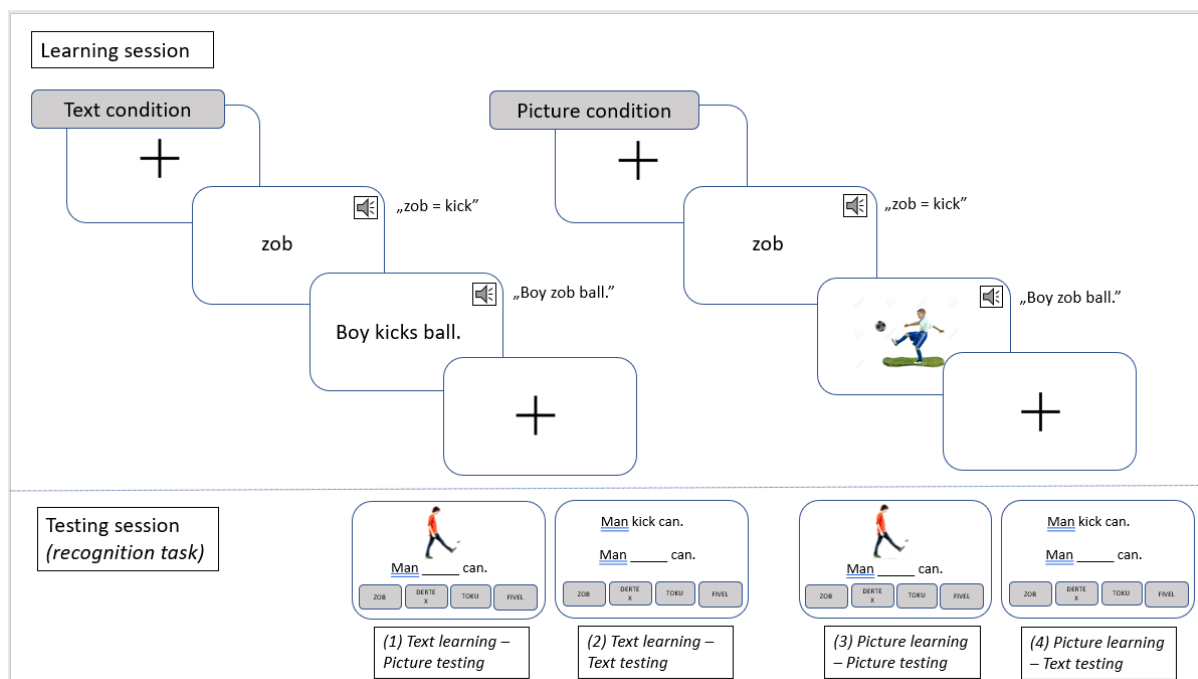 Learning session
Text condition
zob
„zob = kick”
Boy kicks ball.
„Boy zob ball.”
Picture condition
zob
„zob = kick”
„Boy zob ball.”
Testing session
(recognition task)
Man _____ can.
ZOB
DERTE
X
TOKU
FIVEL
(1) Text learning –
Picture testing
Man kick can.
Man _____ can.
ZOB
DERTE
X
TOKU
FIVEL
(2) Text learning –
Text testing
Man _____ can.
ZOB
DERTE
X
TOKU
FIVEL
(3) Picture learning
– Picture testing
Man kick can.
Man _____ can.
ZOB
DERTE
X
TOKU
FIVEL
(4) Picture learning
– Text testing